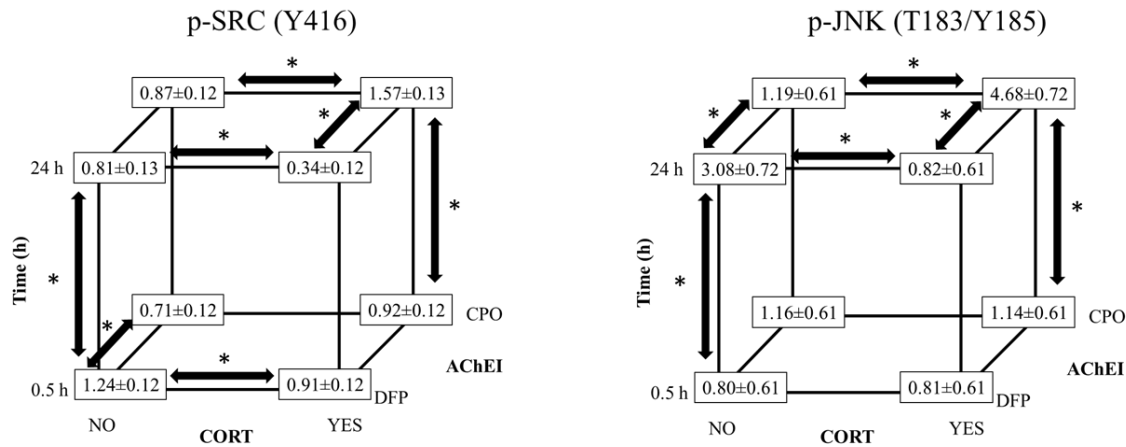 p-SRC (Y416)
*
0.87±0.12
1.57±0.13
*
*
24 h
0.81±0.13
0.34±0.12
*
*
Time (h)
0.71±0.12
0.92±0.12
CPO
*
*
AChEI
0.5 h
1.24±0.12
0.91±0.12
DFP
NO
YES
CORT
p-JNK (T183/Y185)
*
1.19±0.61
4.68±0.72
*
*
*
24 h
3.08±0.72
0.82±0.61
*
*
Time (h)
1.16±0.61
1.14±0.61
CPO
AChEI
0.5 h
0.80±0.61
0.81±0.61
DFP
NO
YES
CORT